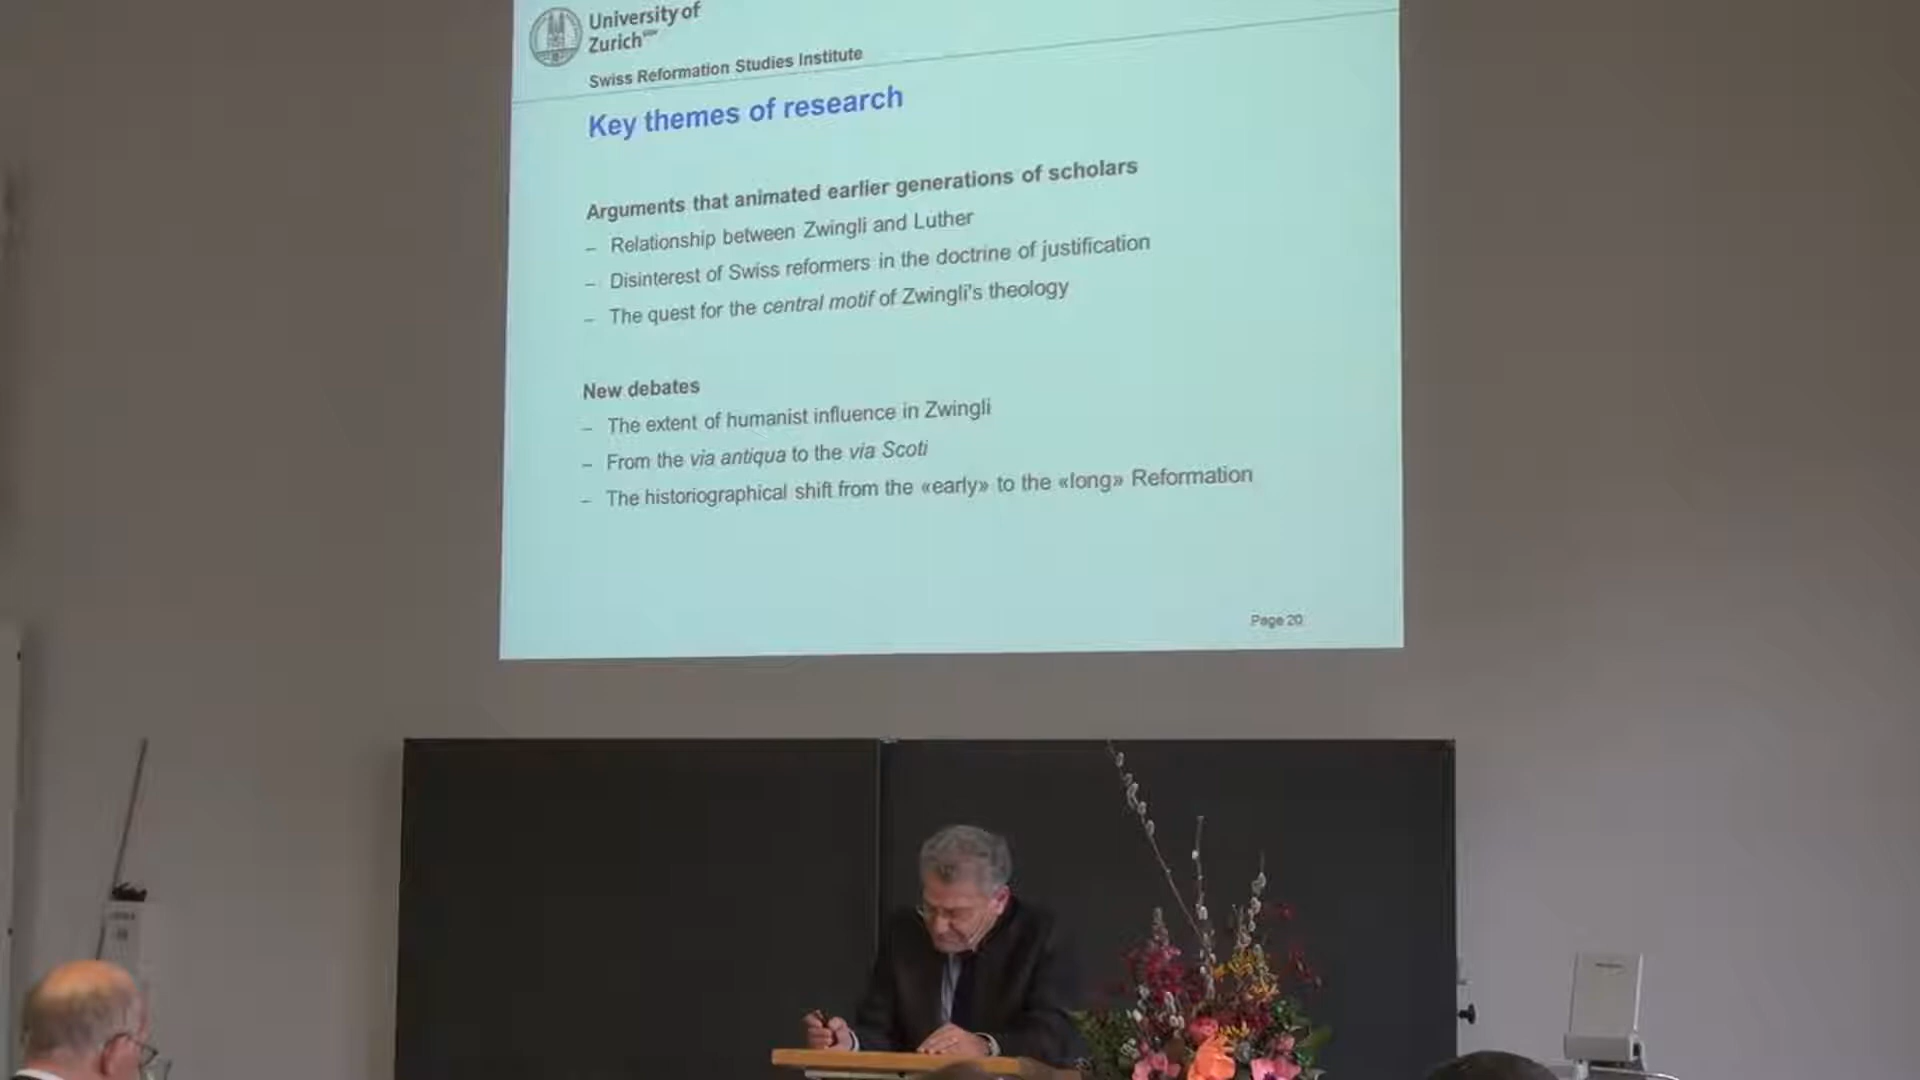 University of
Zurich
Swiss Reformation Studies Institute
Key themes of research
Arguments that animated earlier generations of scholars
– Relationship between Zwingli and Luther
– Disinterest of Swiss reformers in the doctrine of justification
– The quest for the central motif of Zwingli's theology
New debates
– The extent of humanist influence in Zwingli
– From the via antiqua to the via Scoti
– The historiographical shift from the «early» to the «long» Reformation
Page 20